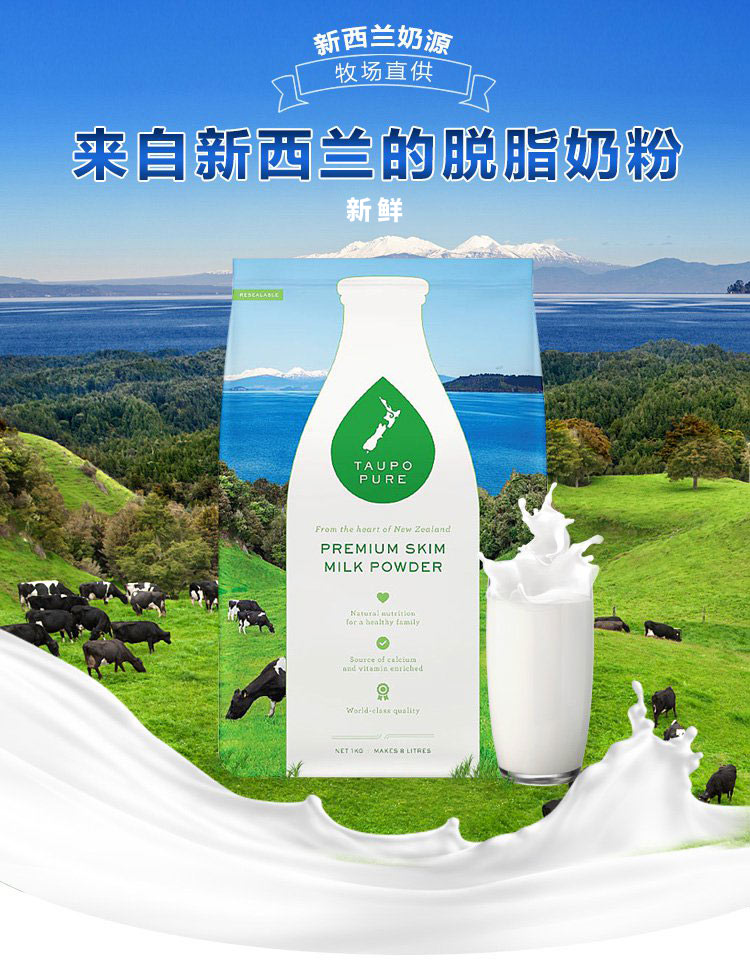 新西兰奶源
牧场直供
来自新西兰的脱脂奶粉
新鲜
RESEALABLE
TAUPO
PURE
From the heart of New Zealand
PREMIUM SKIM
MILK POWDER
Natural nutrition
for a healthy family
Source of calcium
and vitamin enriched
World-class quality
NET 1KG MAKES 8 LITRES